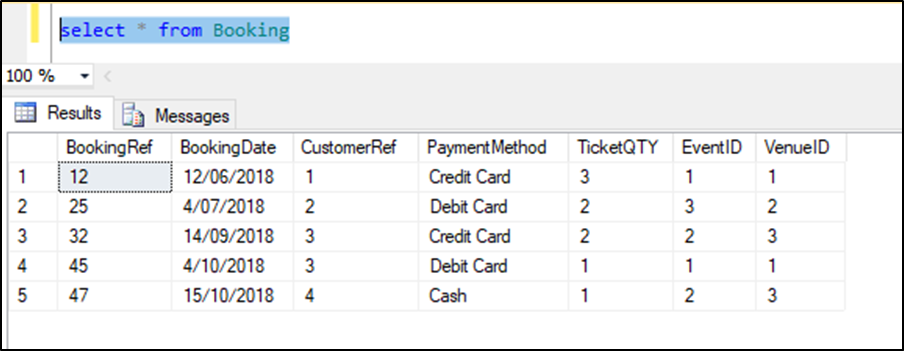 select * from Booking
100 %
Results Messages
BookingRef BookingDate CustomerRef PaymentMethod TicketQTY EventID VenueID
1 12 12/06/2018 1 Credit Card 3 1 1
2 25 4/07/2018 2 Debit Card 2 3 2
3 32 14/09/2018 3 Credit Card 2 2 3
4 45 4/10/2018 3 Debit Card 1 1 1
5 47 15/10/2018 4 Cash 1 2 3